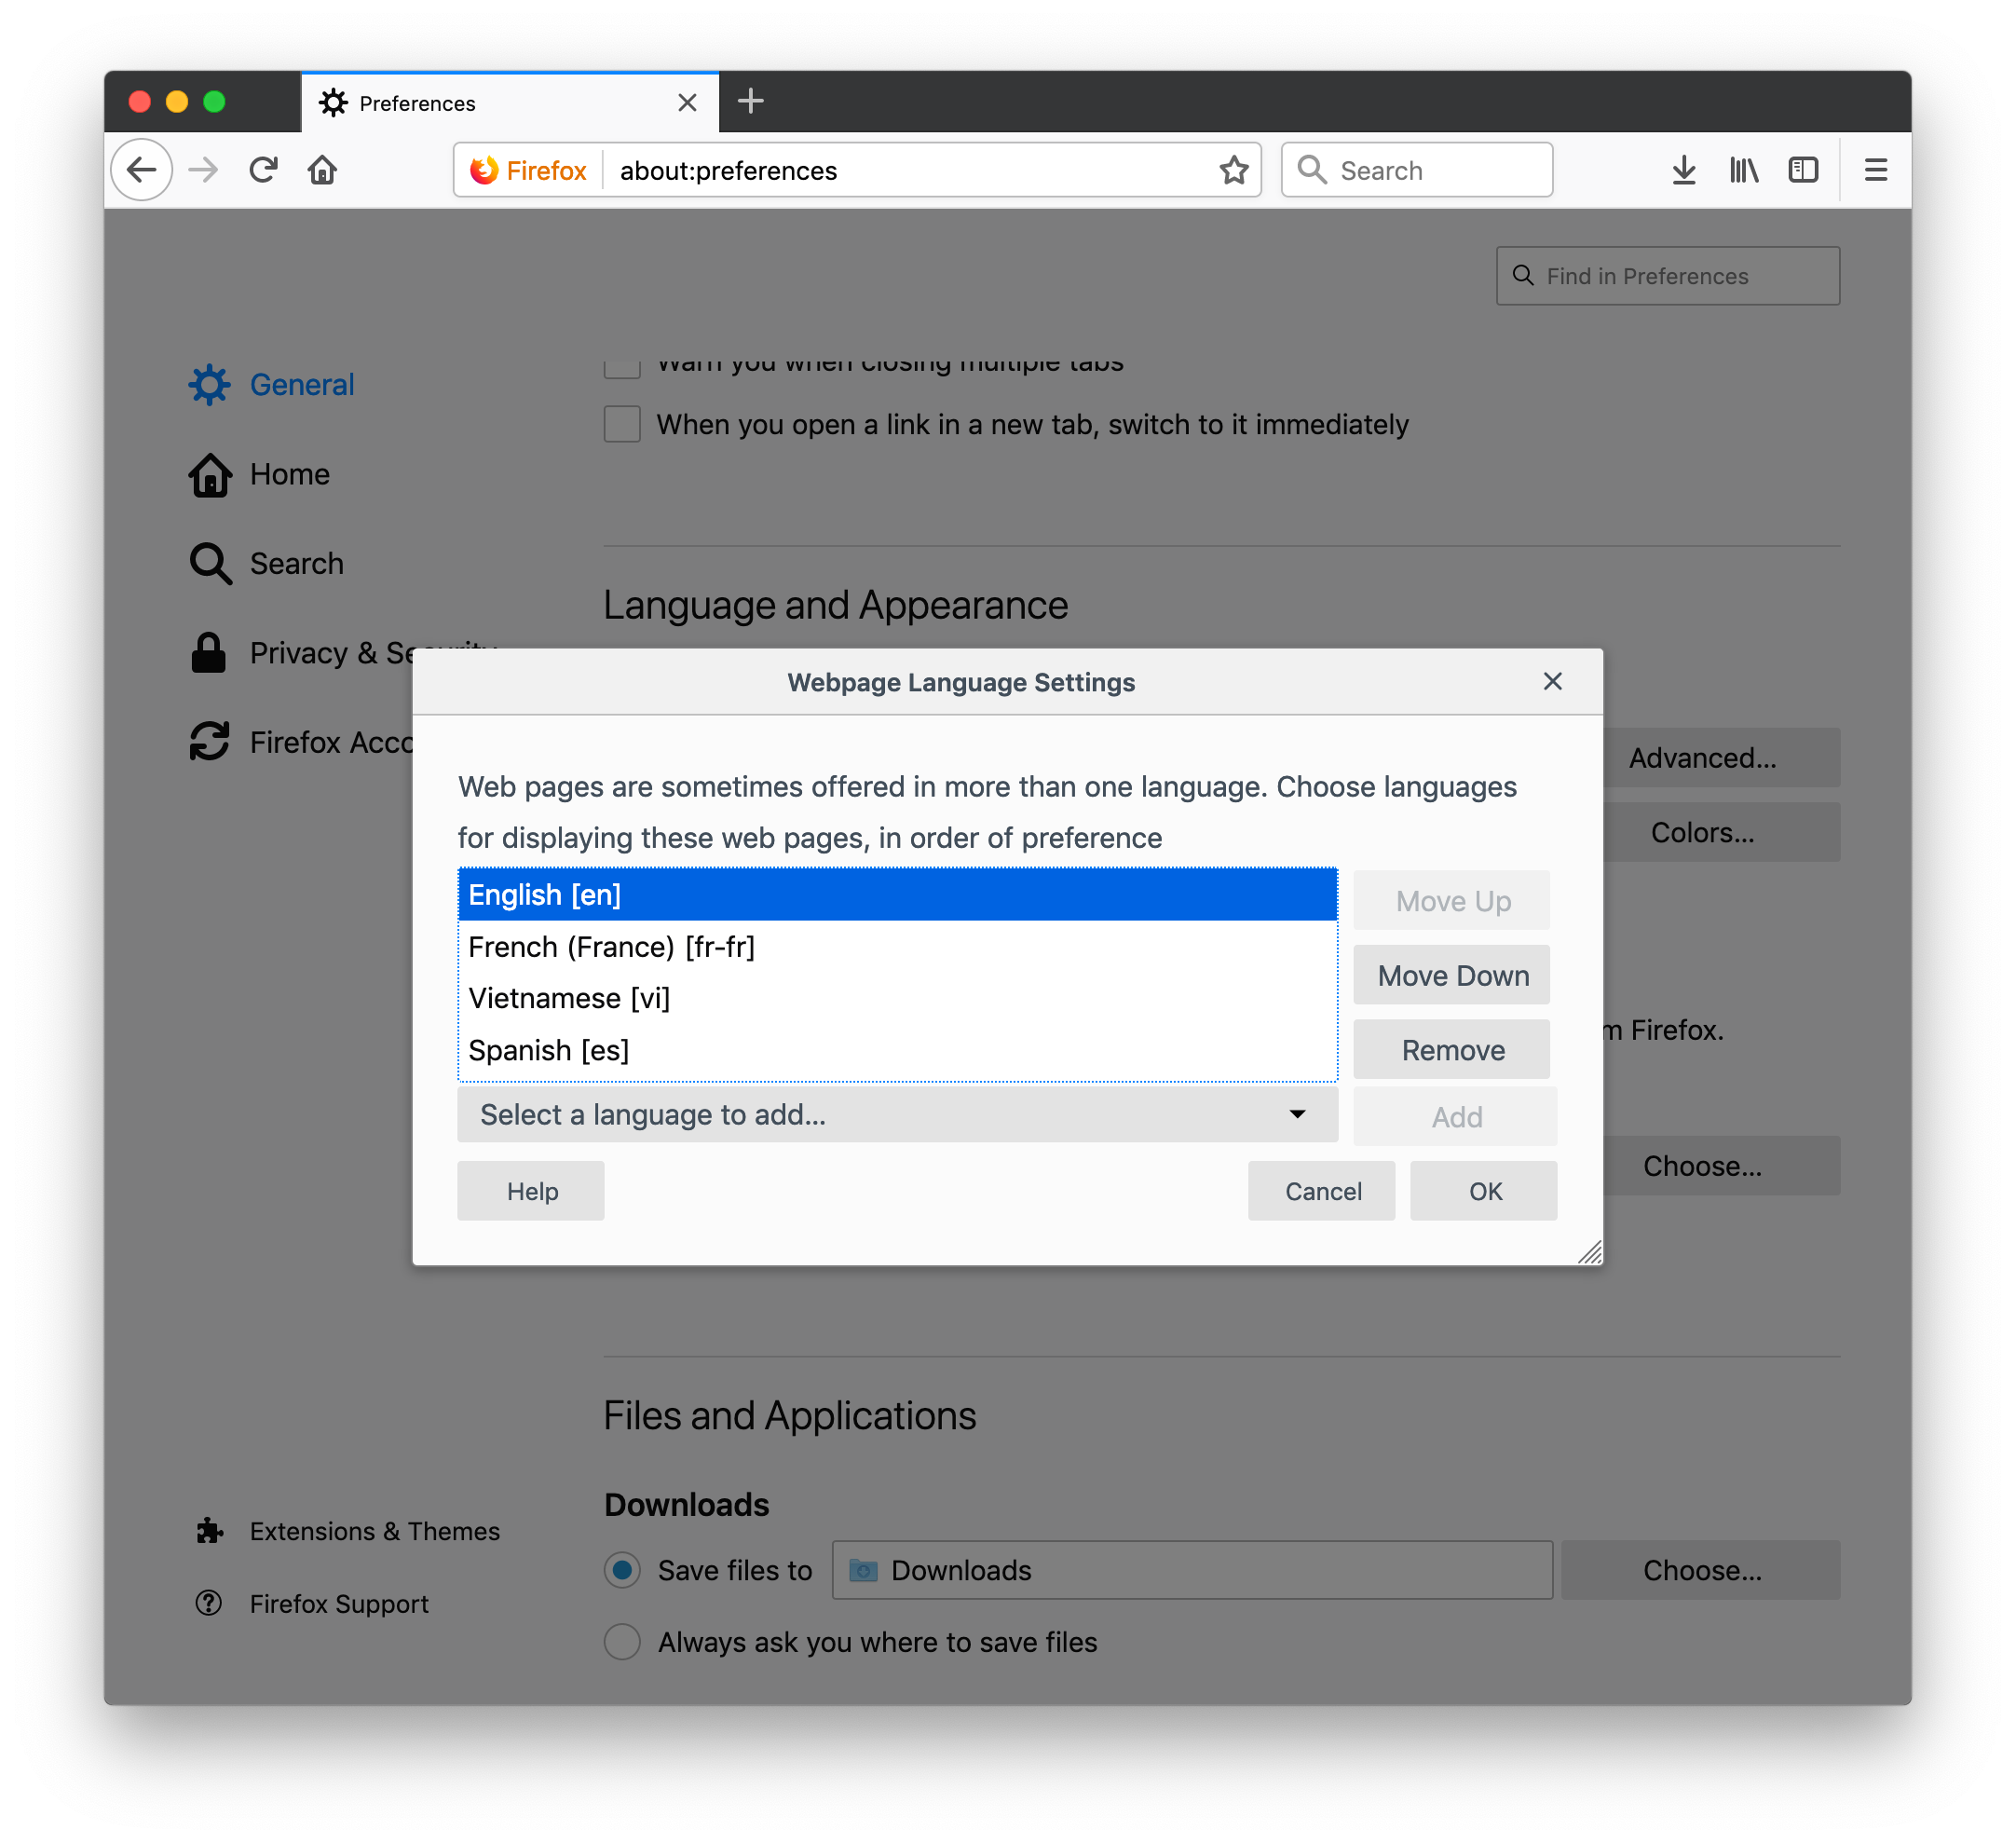 Preferences
Firefox
about:preferences
Search
Find in Preferences
General
Home
Search
Privacy & Security
Firefox Acco
Warn you when closing multiple tabs
When you open a link in a new tab, switch to it immediately
Language and Appearance
Advanced...
Colors...
m Firefox.
Choose...
Webpage Language Settings
Web pages are sometimes offered in more than one language. Choose languages
for displaying these web pages, in order of preference
English [en]
French (France) [fr-fr]
Vietnamese [vi]
Spanish [es]
Move Up
Move Down
Remove
Select a language to add...
Add
Help
Cancel
OK
Files and Applications
Downloads
Save files to
Downloads
Choose...
Always ask you where to save files
Extensions & Themes
Firefox Support